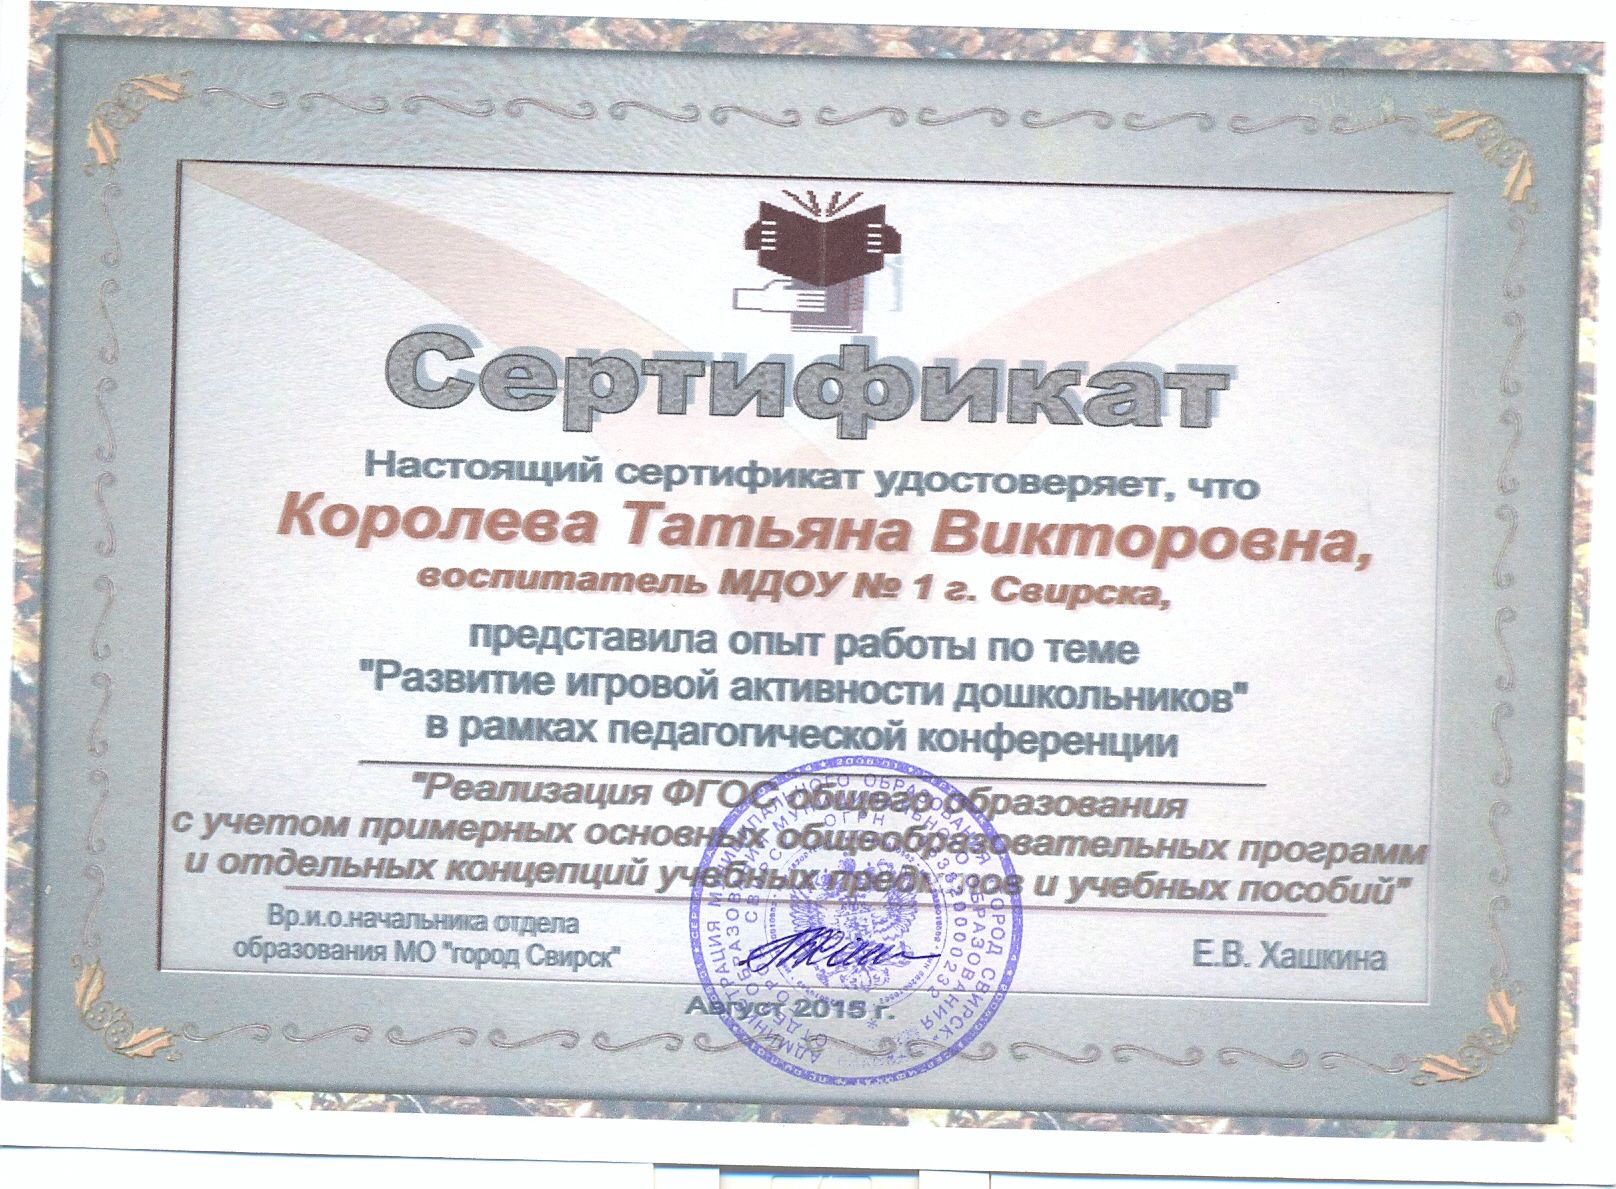 Сертификат
Настоящий сертификат удостоверяет, что
Королева Татьяна Викторовна,
воспитатель МДОУ № 1 г. Свирска,
представила опыт работы по теме
"Развитие игровой активности дошкольников"
в рамках педагогической конференции
"Реализация ФГОС общего образования
с учетом примерных основных общеобразовательных программ
и отдельных концепций учебных предметов и учебных пособий"
Вр.и.о.начальника отдела
образования МО "город Свирск"
Е.В. Хашкина
Август 2015 г.